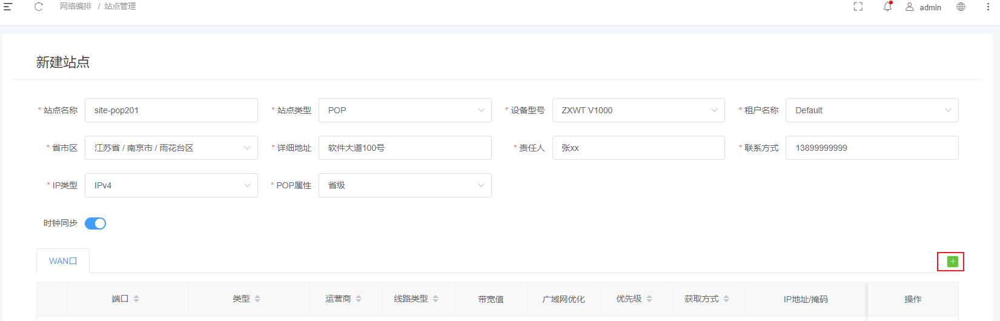 网络编排 / 站点管理 admin
新建站点
* 站点名称 site-pop201 * 站点类型 POP * 设备型号 ZXWT V1000 * 租户名称 Default
* 省市区 江苏省 / 南京市 / 雨花台区 * 详细地址 软件大道100号 * 责任人 张xx * 联系方式 13899999999
* IP类型 IPv4 * POP属性 省级
时钟同步
WAN口
端口 类型 运营商 线路类型 带宽值 广域网优化 优先级 获取方式 IP地址/掩码 操作